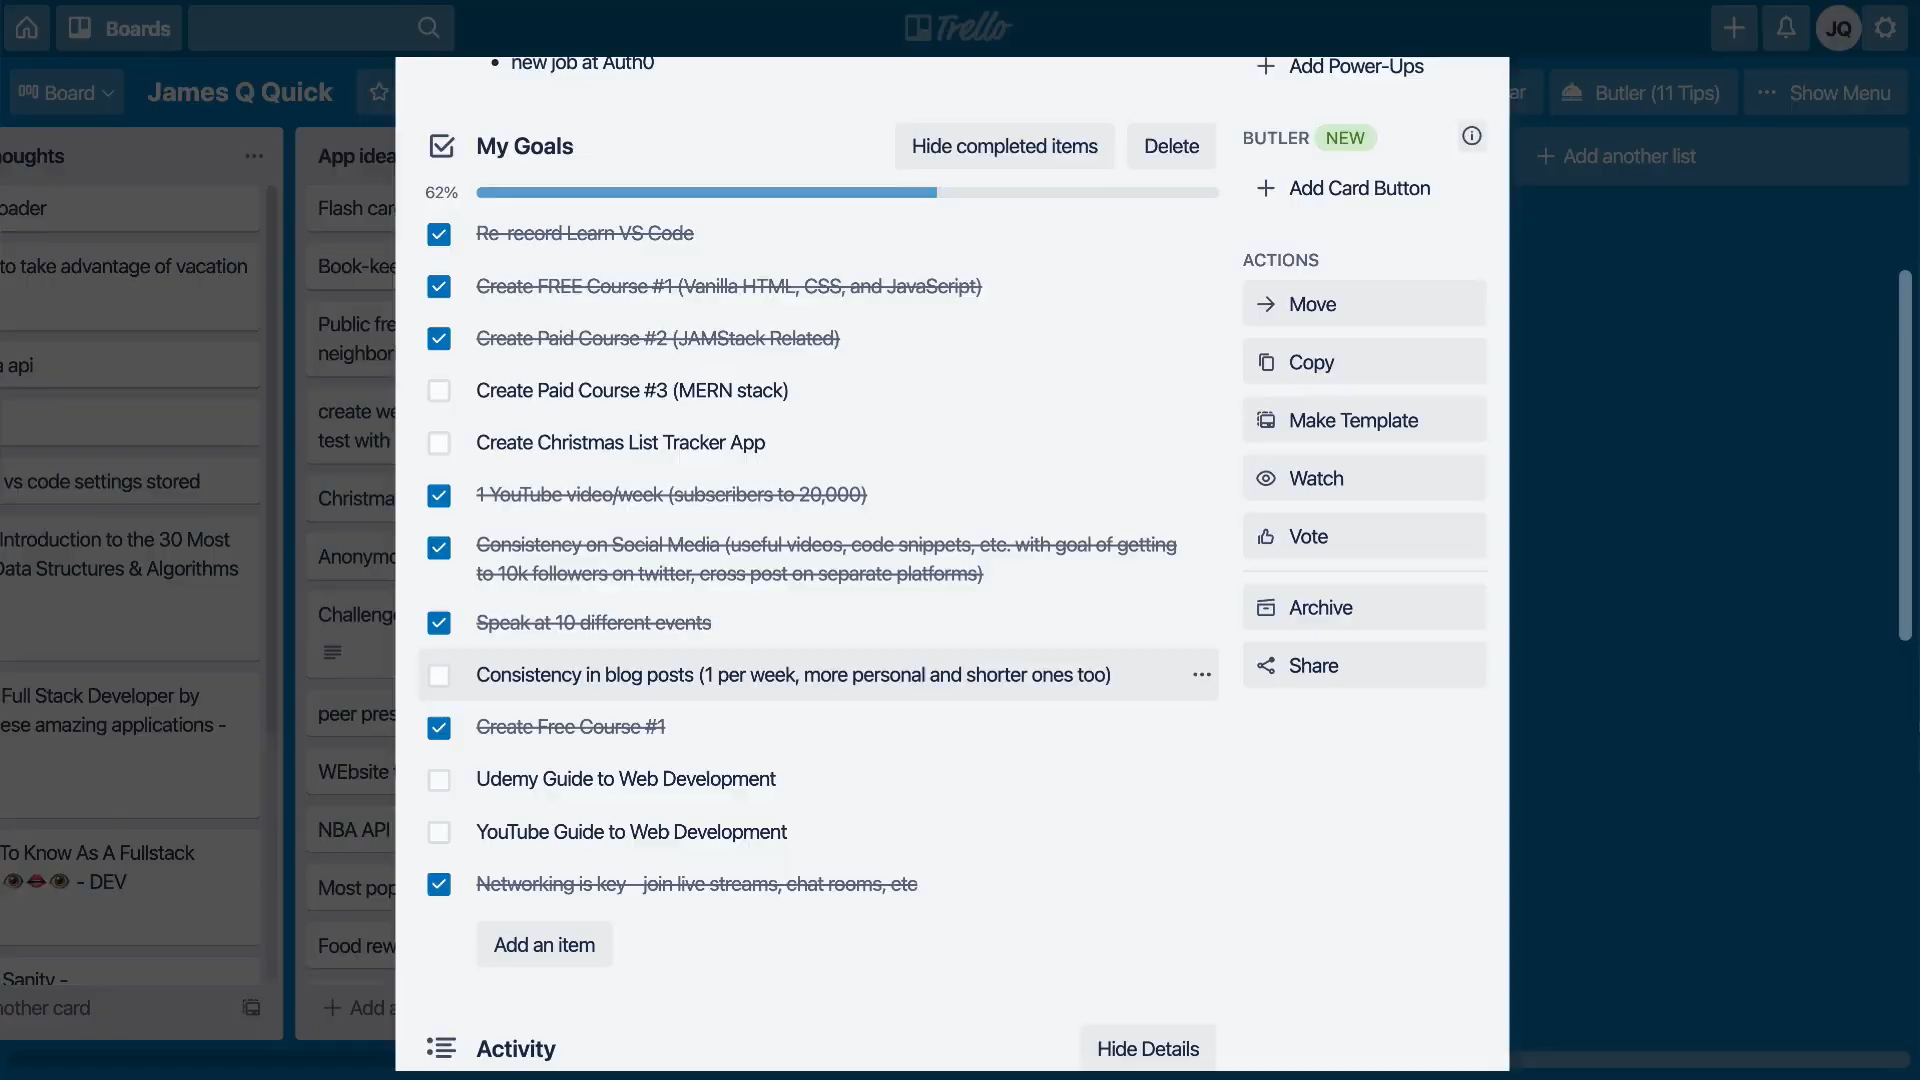 Boards
Trello
JQ
Board
James Q Quick
ar
Butler (11 Tips)
Show Menu
oughts
oader
to take advantage of vacation
a api
vs code settings stored
Introduction to the 30 Most
Data Structures & Algorithms
Full Stack Developer by
ese amazing applications -
To Know As A Fullstack
- DEV
Sanity -
nother card
App idea
Flash car
Book-kee
Public fre
neighbor
create we
test with
Christma
Anonymo
Challenge
peer pres
WEbsite
NBA API
Most pop
Food rew
Add a
new job at Auth0
My Goals
Hide completed items
Delete
62%
Re-record Learn VS Code
Create FREE Course #1 (Vanilla HTML, CSS, and JavaScript)
Create Paid Course #2 (JAMStack Related)
Create Paid Course #3 (MERN stack)
Create Christmas List Tracker App
1 YouTube video/week (subscribers to 20,000)
Consistency on Social Media (useful videos, code snippets, etc. with goal of getting
to 10k followers on twitter, cross post on separate platforms)
Speak at 10 different events
Consistency in blog posts (1 per week, more personal and shorter ones too)
Create Free Course #1
Udemy Guide to Web Development
YouTube Guide to Web Development
Networking is key - join live streams, chat rooms, etc
Add an item
Activity
Hide Details
Add Power-Ups
BUTLER NEW
Add Card Button
ACTIONS
Move
Copy
Make Template
Watch
Vote
Archive
Share
Add another list